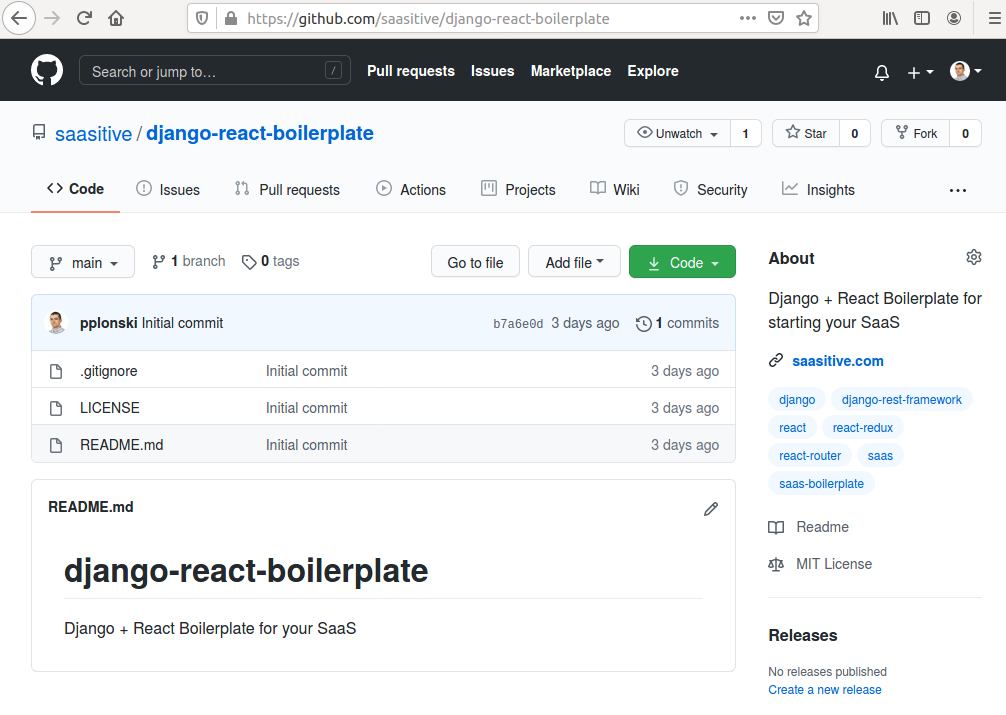 https://github.com/saasitive/django-react-boilerplate
Search or jump to… / Pull requests Issues Marketplace Explore
saasitive / django-react-boilerplate Unwatch 1 Star 0 Fork 0
Code Issues Pull requests Actions Projects Wiki Security Insights
main 1 branch 0 tags Go to file Add file Code
pplonski Initial commit b7a6e0d 3 days ago 1 commits
.gitignore Initial commit 3 days ago
LICENSE Initial commit 3 days ago
README.md Initial commit 3 days ago
README.md
django-react-boilerplate
Django + React Boilerplate for your SaaS
About
Django + React Boilerplate for
starting your SaaS
saasitive.com
django django-rest-framework
react react-redux
react-router saas
saas-boilerplate
Readme
MIT License
Releases
No releases published
Create a new release